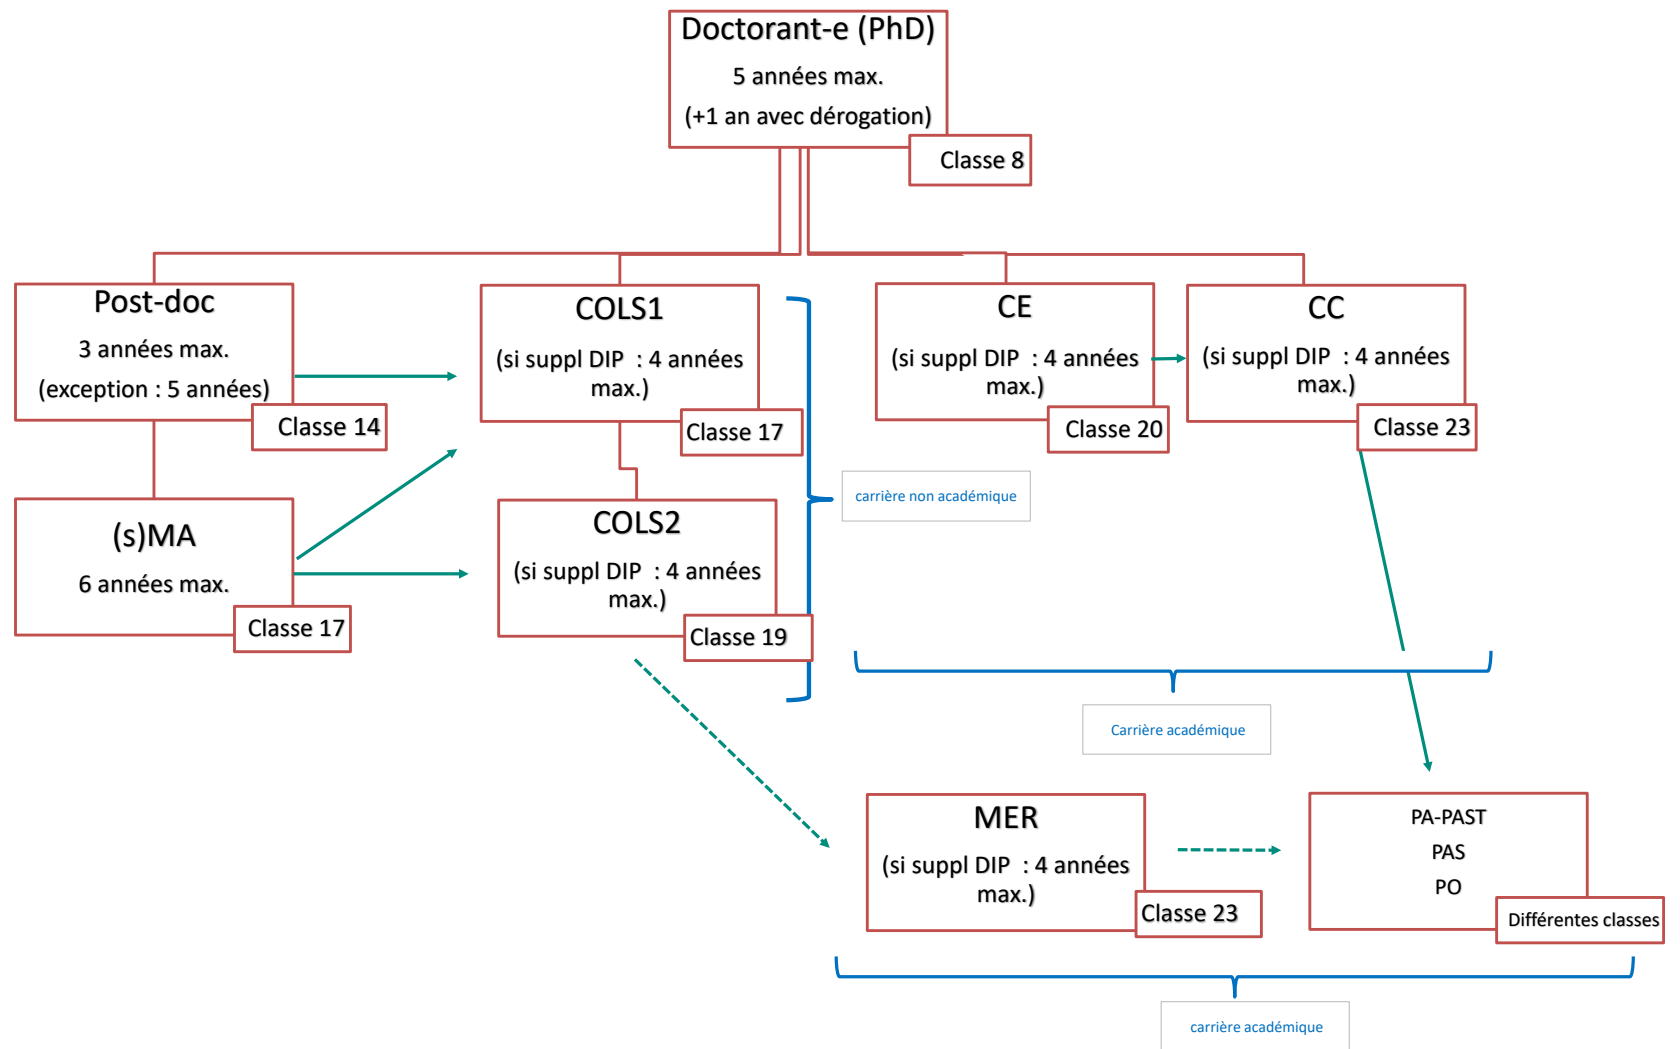 Doctorant-e (PhD)
5 années max.
(+1 an avec dérogation)
Classe 8
Post-doc
3 années max.
(exception : 5 années)
Classe 14
COLS1
(si suppl DIP : 4 années
max.)
Classe 17
CE
(si suppl DIP : 4 années
max.)
Classe 20
CC
(si suppl DIP : 4 années
max.)
Classe 23
(s)MA
6 années max.
Classe 17
COLS2
(si suppl DIP : 4 années
max.)
Classe 19
carrière non académique
Carrière académique
MER
(si suppl DIP : 4 années
max.)
Classe 23
PA-PAST
PAS
PO
Différentes classes
carrière académique